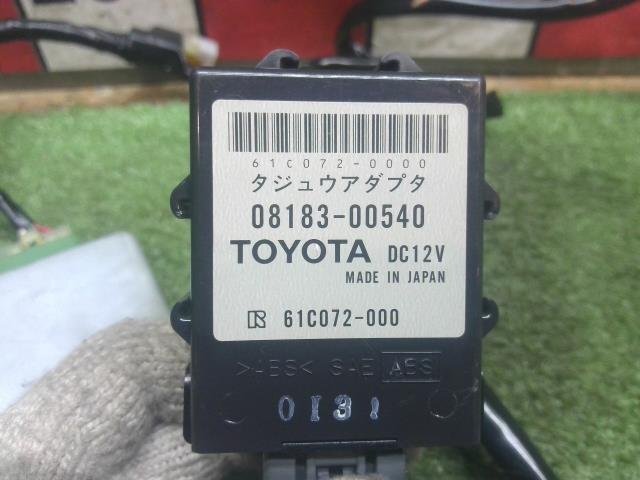 61C072-0000
タジュウアダプタ
08183-00540
TOYOTA DC12V
MADE IN JAPAN
R 61C072-000
>ABS< SAE ABS
0131